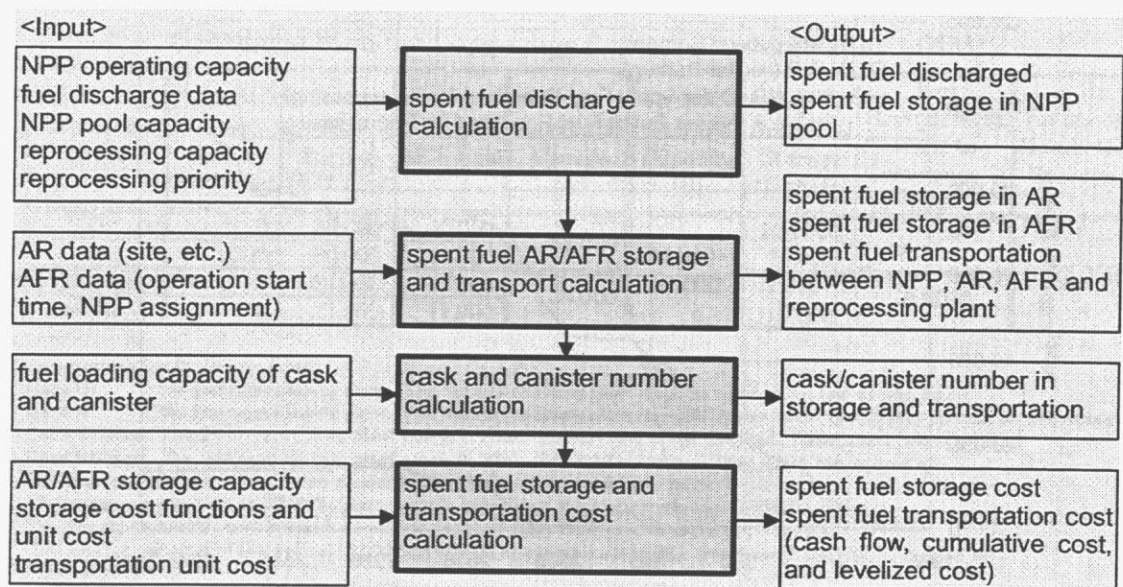 <Input>
NPP operating capacity
fuel discharge data
NPP pool capacity
reprocessing capacity
reprocessing priority
spent fuel discharge
calculation
<Output>
spent fuel discharged
spent fuel storage in NPP
pool
AR data (site, etc.)
AFR data (operation start
time, NPP assignment)
spent fuel AR/AFR storage
and transport calculation
spent fuel storage in AR
spent fuel storage in AFR
spent fuel transportation
between NPP, AR, AFR and
reprocessing plant
fuel loading capacity of cask
and canister
cask and canister number
calculation
cask/canister number in
storage and transportation
AR/AFR storage capacity
storage cost functions and
unit cost
transportation unit cost
spent fuel storage and
transportation cost
calculation
spent fuel storage cost
spent fuel transportation cost
(cash flow, cumulative cost,
and levelized cost)